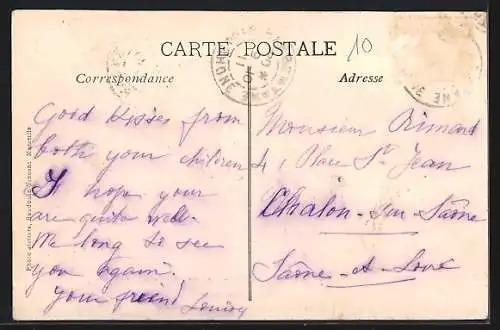 CARTE POSTALE
10
Correspondance
Adresse
Good Kisses from
both your children
I hope your
are quite well.
We long to see
you again.
your friend
Monsieur
4, Place St Jean
Chalon-sur-Saône
Saône-et-Loire